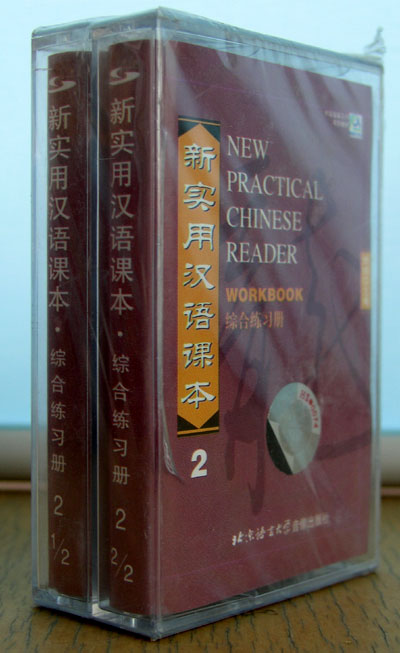 新实用汉语课本·综合练习册 2 1/2
新实用汉语课本·综合练习册 2 2/2
新实用汉语课本
2
NEW
PRACTICAL
CHINESE
READER
WORKBOOK
综合练习册
北京语言大学音像出版社